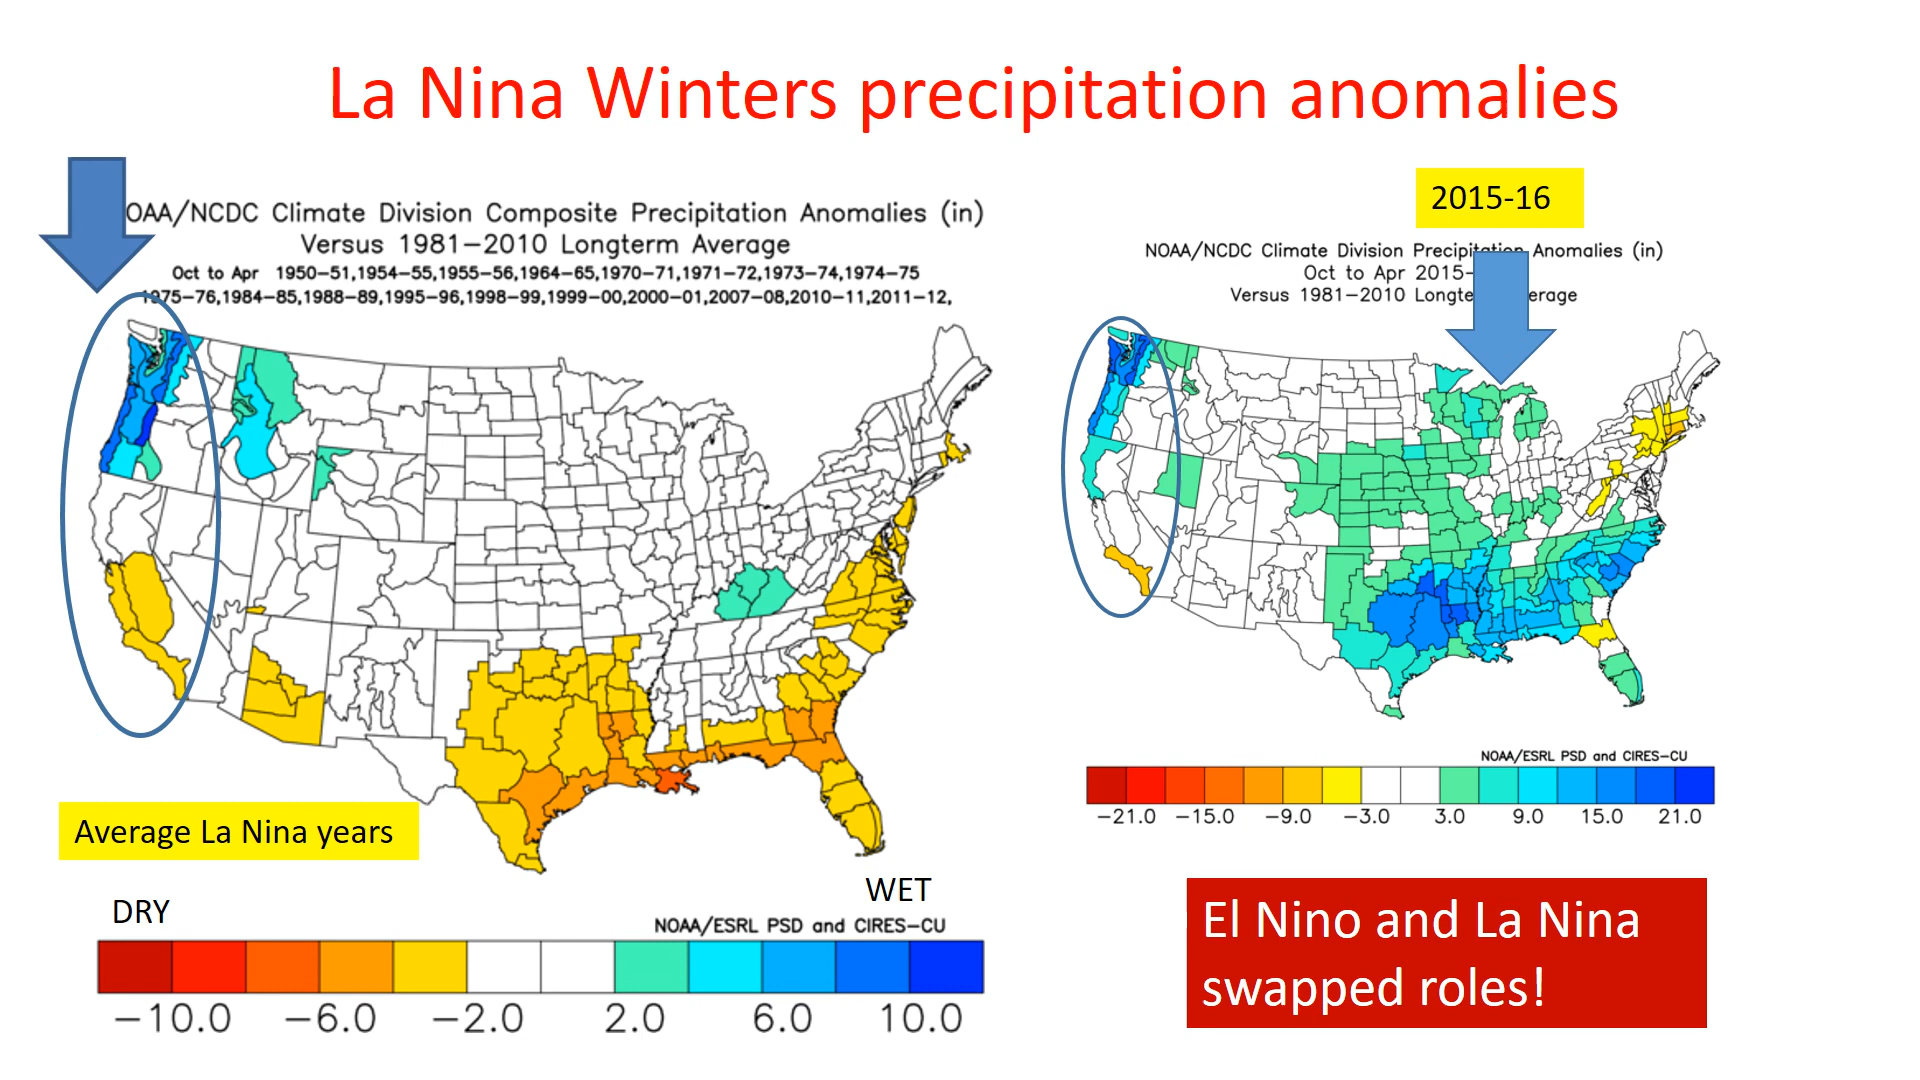 La Nina Winters precipitation anomalies
OAA/NCDC Climate Division Composite Precipitation Anomalies (in)
Versus 1981-2010 Longterm Average
Oct to Apr 1950-51,1954-55,1955-56,1964-65,1970-71,1971-72,1973-74,1974-75
1975-76,1984-85,1988-89,1995-96,1998-99,1999-00,2000-01,2007-08,2010-11,2011-12,
Average La Nina years
DRY
WET
NOAA/ESRL PSD and CIRES-CU
-10.0 -6.0 -2.0 2.0 6.0 10.0
2015-16
NOAA/NCDC Climate Division Precipitation Anomalies (in)
Oct to Apr 2015-
Versus 1981-2010 Longte erage
NOAA/ESRL PSD and CIRES-CU
-21.0 -15.0 -9.0 -3.0 3.0 9.0 15.0 21.0
El Nino and La Nina
swapped roles!